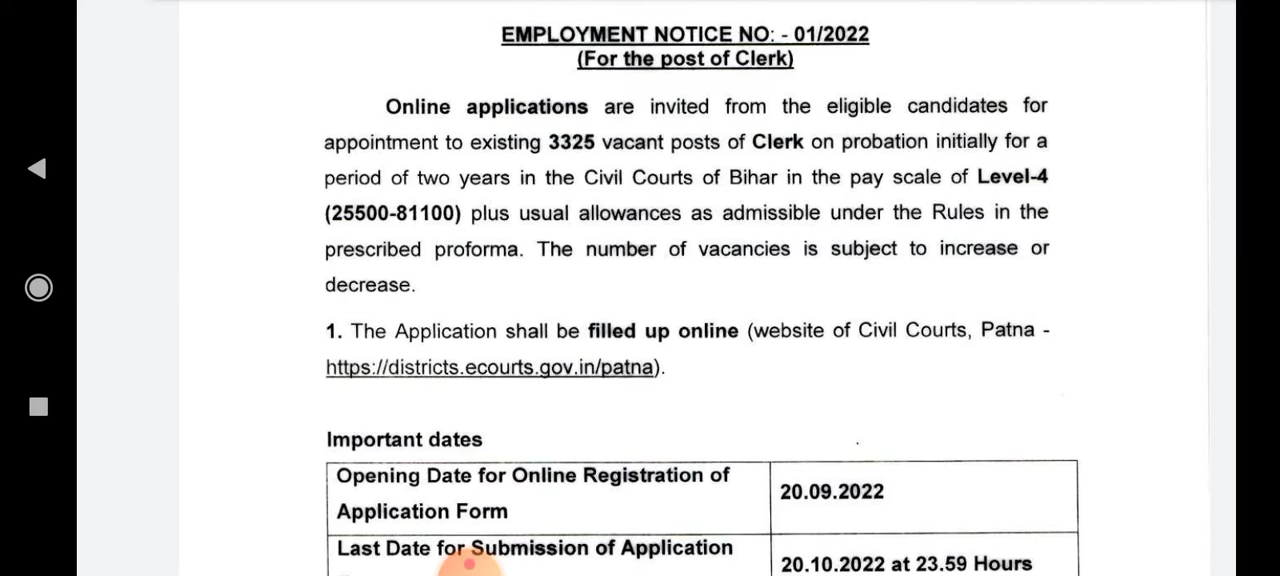 EMPLOYMENT NOTICE NO: - 01/2022
(For the post of Clerk)
Online applications are invited from the eligible candidates for
appointment to existing 3325 vacant posts of Clerk on probation initially for a
period of two years in the Civil Courts of Bihar in the pay scale of Level-4
(25500-81100) plus usual allowances as admissible under the Rules in the
prescribed proforma. The number of vacancies is subject to increase or
decrease.
1. The Application shall be filled up online (website of Civil Courts, Patna -
https://districts.ecourts.gov.in/patna).
Important dates
Opening Date for Online Registration of
Application Form
20.09.2022
Last Date for Submission of Application
20.10.2022 at 23.59 Hours